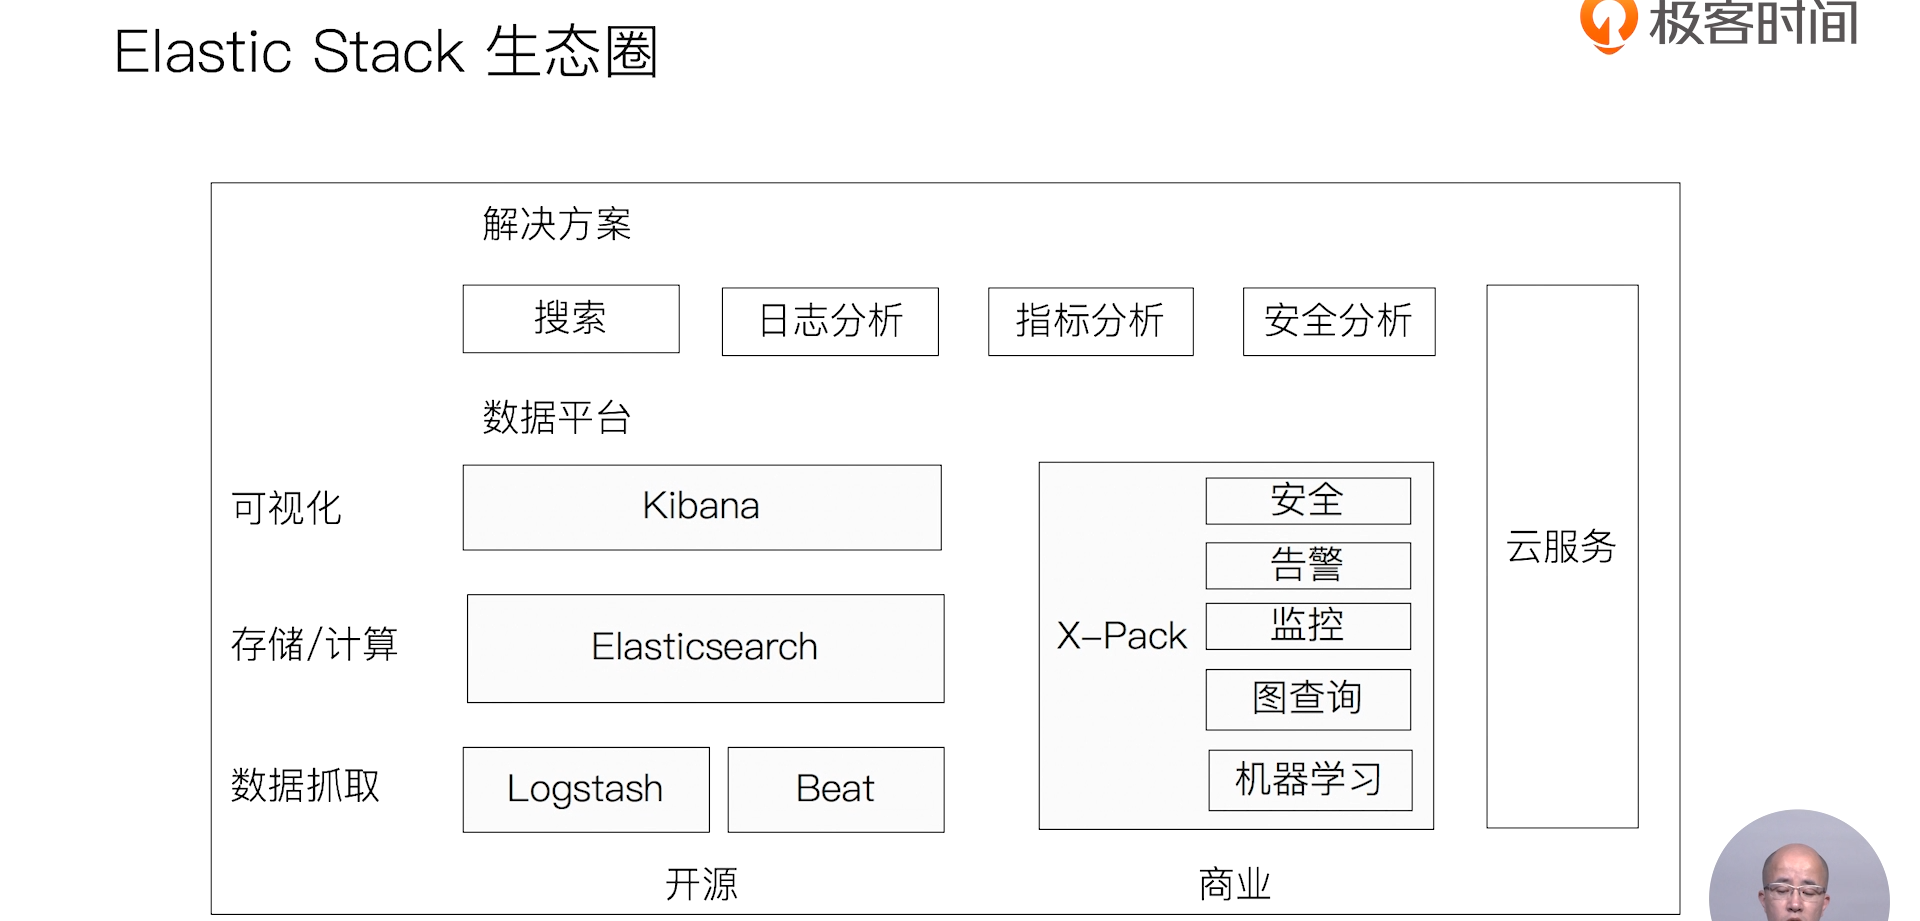 Elastic Stack 生态圈
极客时间
解决方案
搜索
日志分析
指标分析
安全分析
数据平台
可视化
Kibana
存储/计算
Elasticsearch
数据抓取
Logstash
Beat
X-Pack
安全
告警
监控
图查询
机器学习
云服务
开源
商业